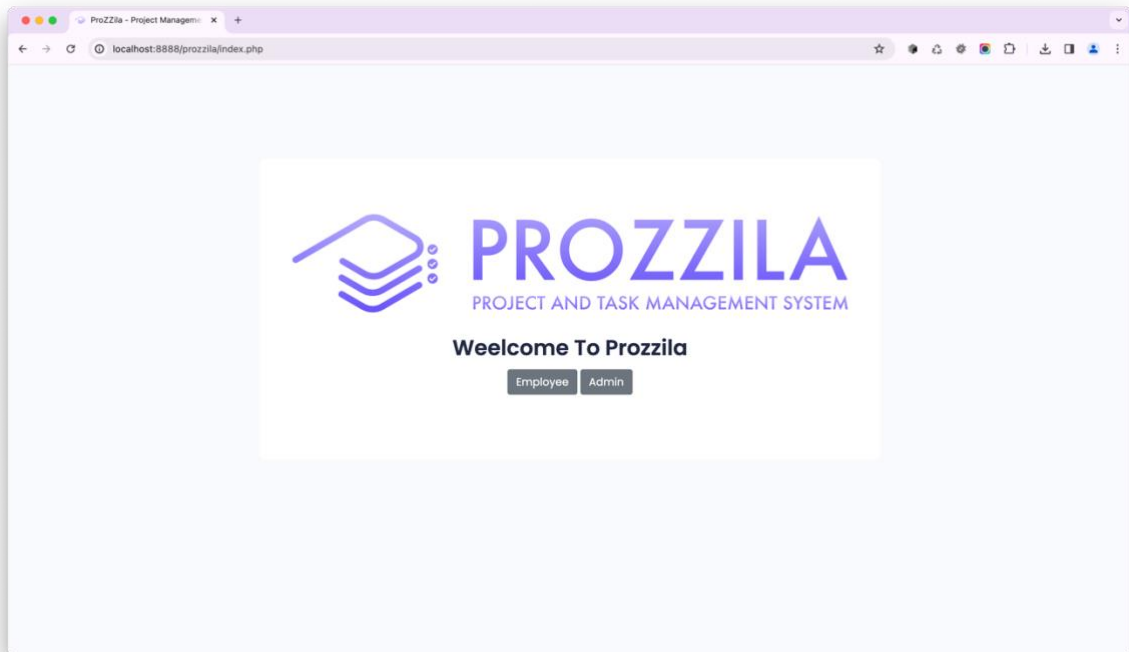 ProZZila - Project Manageme
localhost:8888/prozzila/index.php
PROZZILA
PROJECT AND TASK MANAGEMENT SYSTEM
Weelcome To Prozzila
Employee Admin